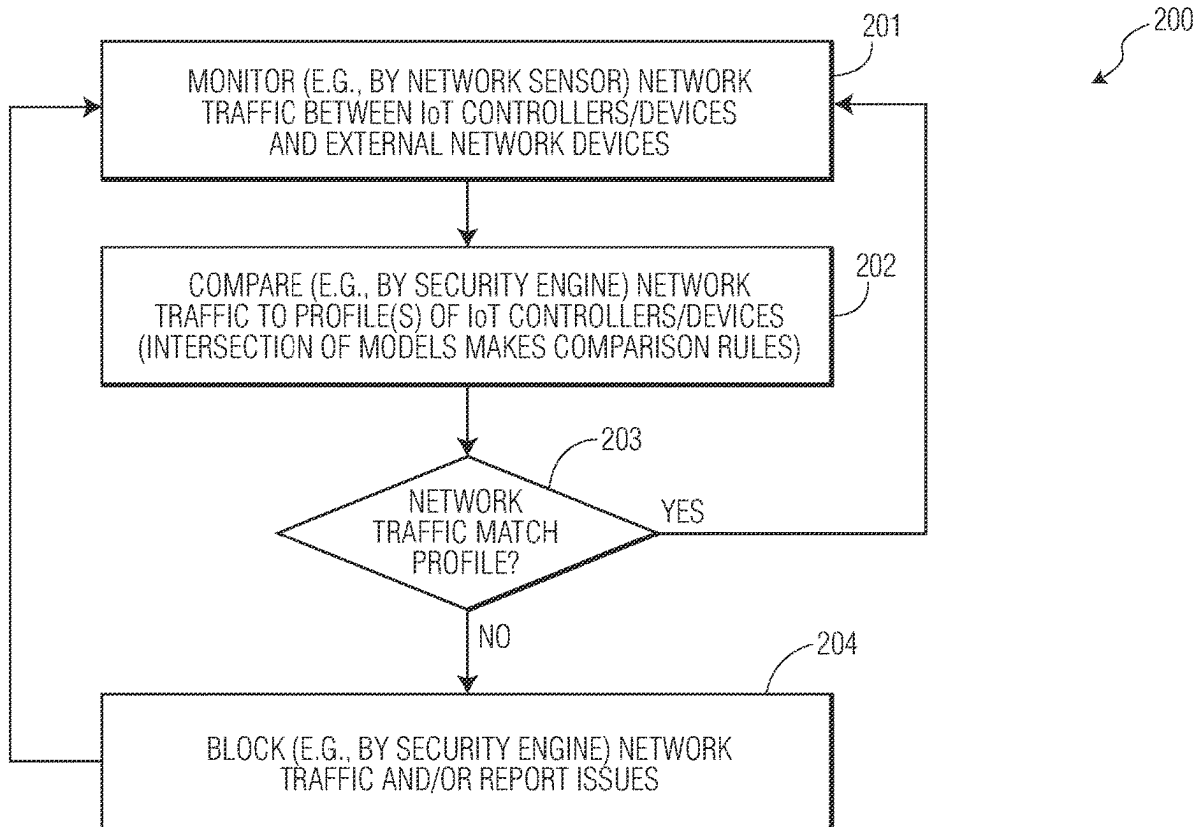 200
201
MONITOR (E.G., BY NETWORK SENSOR) NETWORK
TRAFFIC BETWEEN IoT CONTROLLERS/DEVICES
AND EXTERNAL NETWORK DEVICES
202
COMPARE (E.G., BY SECURITY ENGINE) NETWORK
TRAFFIC TO PROFILE(S) OF IoT CONTROLLERS/DEVICES
(INTERSECTION OF MODELS MAKES COMPARISON RULES)
203
NETWORK
TRAFFIC MATCH
PROFILE?
YES
NO
204
BLOCK (E.G., BY SECURITY ENGINE) NETWORK
TRAFFIC AND/OR REPORT ISSUES